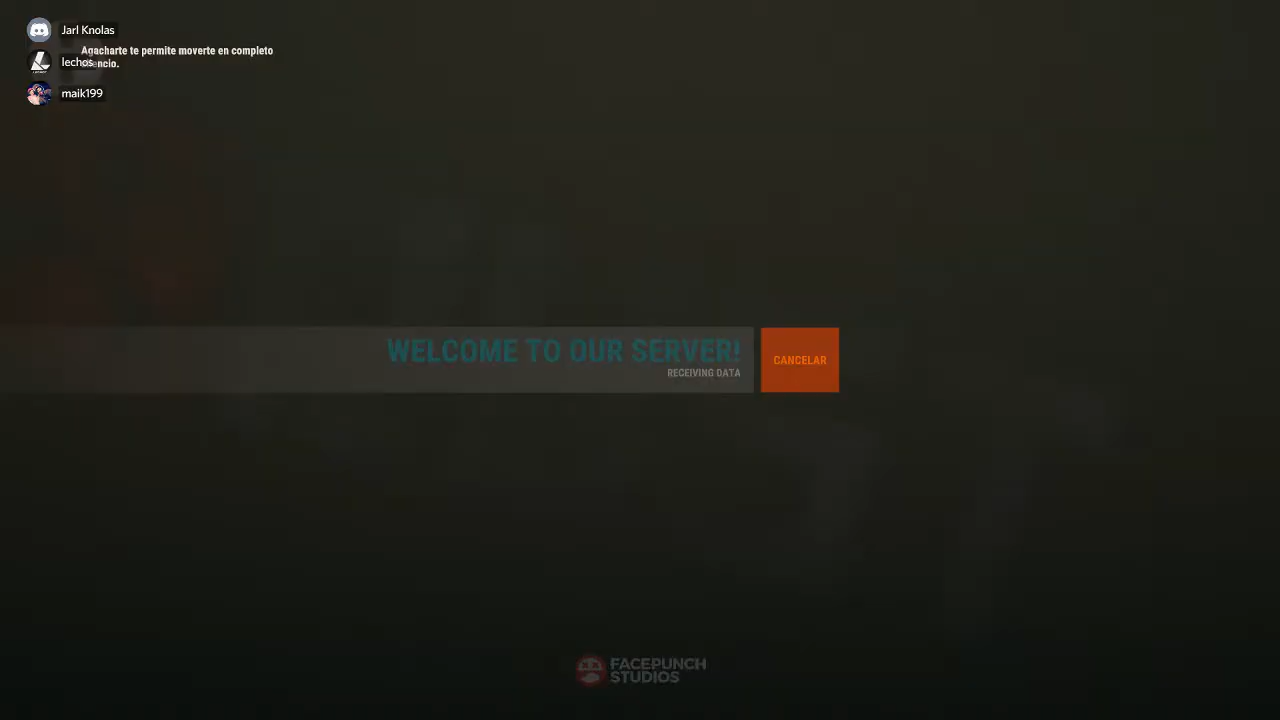 Jarl Knolas
Agacharte te permite moverte en completo
lechos
maik199
WELCOME TO OUR SERVER!
RECEIVING DATA
CANCELAR
FACEPUNCH
STUDIOS